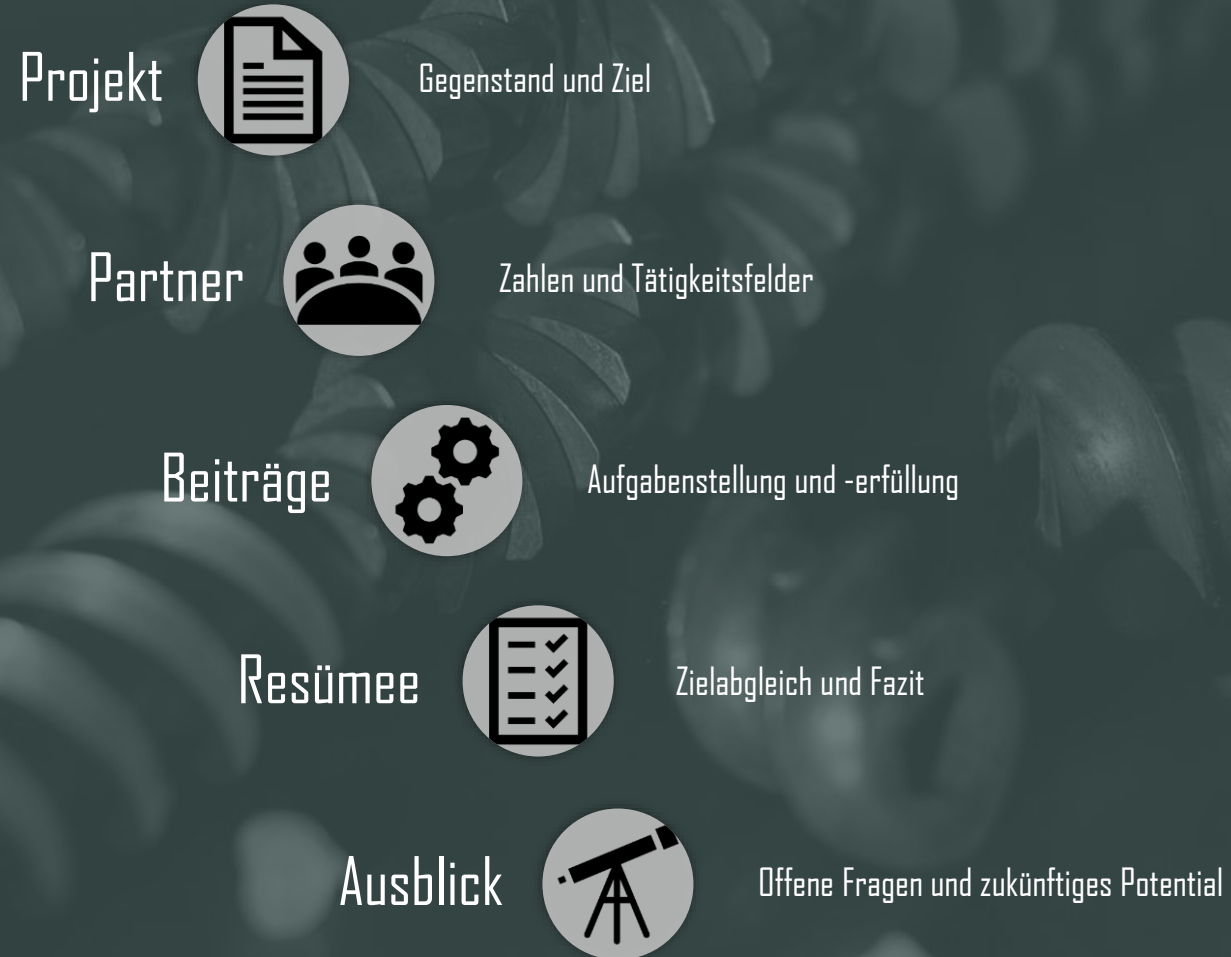 Projekt
Gegenstand und Ziel
Partner
Zahlen und Tätigkeitsfelder
Beiträge
Aufgabenstellung und -erfüllung
Resümee
Zielabgleich und Fazit
Ausblick
Offene Fragen und zukünftiges Potential